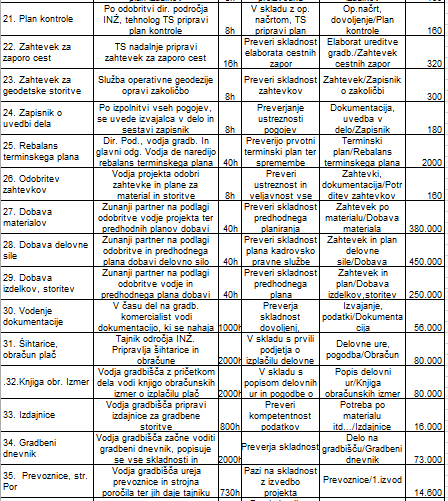 21. Plan kontrole
Po odobritvi dir. področja
INŽ, tehnolog TS pripravi
plan kontrole
8h
V skladu z op.
načrtom, TS
pripravi plan
Op.načrt,
dovoljenje/Plan
kontrole
160
22. Zahtevek za
zaporo cest
TS nadalnje pripravi
zahtevek za zaporo cest
16h
Preveri skladnost
elaborata cestnih
zapor
Elaborat ureditve
gradb./Zahtevek
cestnih zapor
320
23. Zahtevek za
geodetske storitve
Služba operativne geodezije
opravi zakoličbo
8h
Preveri skladnost
zahtevkov
Zahtevek/Zapisnik
o zakoličbi
300
24. Zapisnik o
uvedbi dela
Po izpolnitvi vseh pogojev,
se uvede izvajalca v delo in
sestavi zapisnik
8h
Preverjanje
ustreznosti
pogojev
Dokumentacija,
uvedba v
delo/Zapisnik
180
25. Rebalans
terminskega plana
Dir. Pod., vodja gradb. In
glavni odg. Vodja de naredijo
rebalans terminskega plana
40h
Preverijo prvotni
terminski plan ter
spremembe
Terminski
plan/Rebalans
terminskega plana
2000
26. Odobritev
zahtevkov
Vodja projekta odobri
zahtevke in plane za
material in storitve
8h
Preveri
ustreznost in
veljavnost vse
Zahtevki,
dokumentacija/Potr
ditev zahtevkov
160
27. Dobava
materialov
Zunanji partner na podlagi
odobritve vodje projekta ter
predhodnih planov dobavi
40h
Preveri skladnost
predhodnega
planiranja
Zahtevek po
materialu/Dobava
materiala
380.000
28. Dobava delovne
sile
Zunanji partner na podlagi
odobritve in predhodnega
plana dobavi delovno silo
40h
Preveri skladnost
plana kadrovsko
pravne službe
Zahtevek in plan
delovne
sile/Dobava
450.000
29. Dobava
izdelkov, storitev
Zunanji partner na podlagi
odobritve vodje in
predhodnega plana dobavi
40h
Preveri skladnost
predhodnega
plana
Zahtevek in
plan/Dobava
izdelkov,storitev
250.000
30. Vodenje
dokumentacije
V času del na gradb.
komercialist vodi
dokumentacijo, ki se nahaja
1000h
Preverja
skladnost
dovoljenj,
Izvajanje,
podatki/Dokumenta
cija
56.000
31. Šihtarice,
obračun plač
Tajnik odročja INŽ.
Pripravlja šihtarice in
obračune
2000h
V skladu s prvili
podjetja o
izplačilu delovne
Delovne ure,
pogodba/Obračun
80.000
.32.Knjiga obr. Izmer
Vodja gradbišča z pričetkom
dela vodi knjigo obračunskih
izmer o izplačilu plač
2000h
V skladu s
popisom delovnih
ur in pogodbe o
Popis delovni
ur/Knjiga
obračunskih izmer
80.000
33. Izdajnice
Vodja gradbišča pripravi
izdajnice za gradbene
storitve
800h
Preveri
kompetentnost
podatkov
Potreba po
materialu
itd.../Izdajnice
16.000
34. Gradbeni
dnevnik
Vodja gradbišča začne voditi
gradbeni dnevnik, popisuje
se vse skladnosti in
2000h
Preverja skladnost
Delo na
gradbišču/Gradbeni
dnevnik
73.000
35. Prevoznice, str.
Por
Vodja gradbišča ureja
prevoznice in strojna
poročila ter jih daje tajniku
730h
Pazi na skladnost
z izvedbo
projekta
Prevoznice/1.izvod
14.600